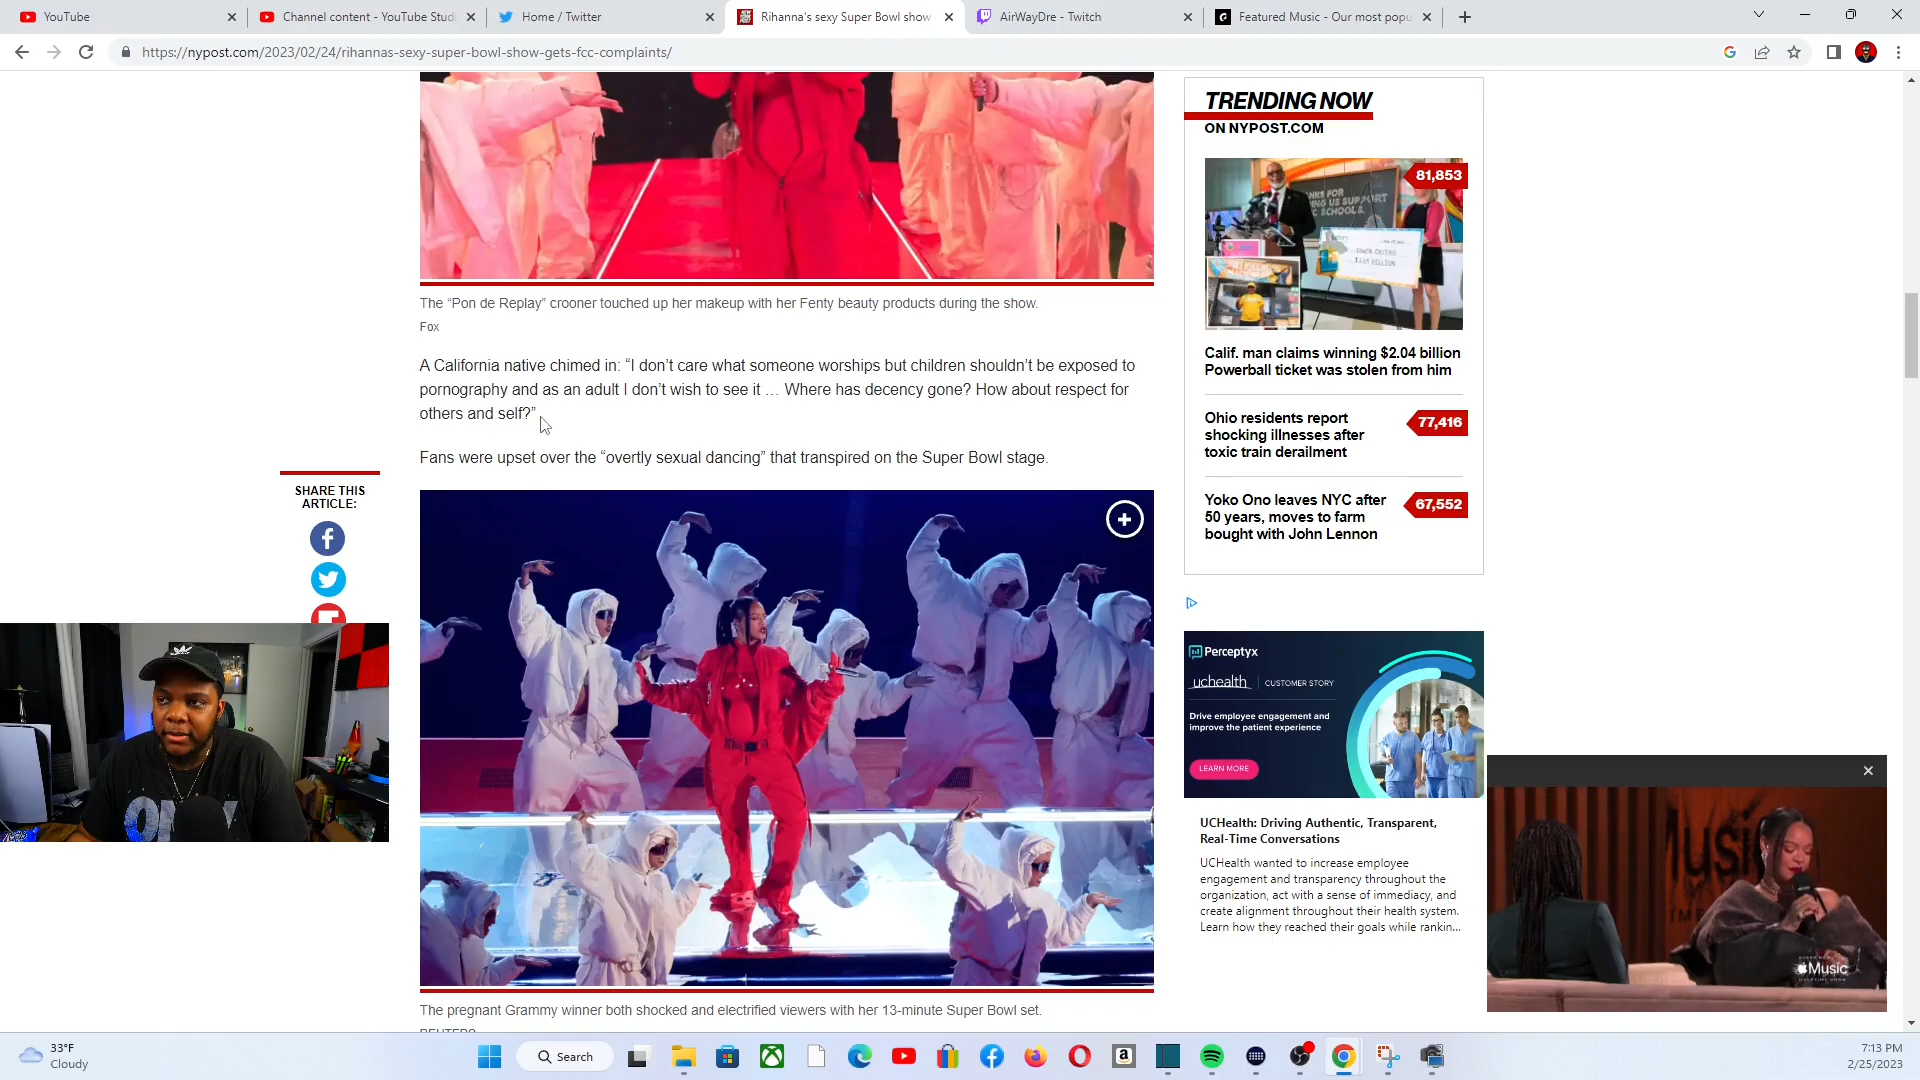 YouTube
Channel content - YouTube Studi
Home / Twitter
Rihanna's sexy Super Bowl show
AirWayDre - Twitch
Featured Music - Our most popu
https://nypost.com/2023/02/24/rihannas-sexy-super-bowl-show-gets-fcc-complaints/
The “Pon de Replay” crooner touched up her makeup with her Fenty beauty products during the show.
Fox
A California native chimed in: “I don’t care what someone worships but children shouldn’t be exposed to
pornography and as an adult I don’t wish to see it … Where has decency gone? How about respect for
others and self?”
Fans were upset over the “overtly sexual dancing” that transpired on the Super Bowl stage.
SHARE THIS
ARTICLE:
The pregnant Grammy winner both shocked and electrified viewers with her 13-minute Super Bowl set.
REUTERS
TRENDING NOW
ON NYPOST.COM
81,853
Calif. man claims winning $2.04 billion
Powerball ticket was stolen from him
Ohio residents report
shocking illnesses after
toxic train derailment
77,416
Yoko Ono leaves NYC after
50 years, moves to farm
bought with John Lennon
67,552
Perceptyx
uchealth CUSTOMER STORY
Drive employee engagement and
improve the patient experience
LEARN MORE
UCHealth: Driving Authentic, Transparent,
Real-Time Conversations
UCHealth wanted to increase employee
engagement and transparency throughout the
organization, act with a sense of immediacy, and
create alignment throughout their health system.
Learn how they reached their goals while rankin...
Music
33°F
Cloudy
Search
7:13 PM
2/25/2023